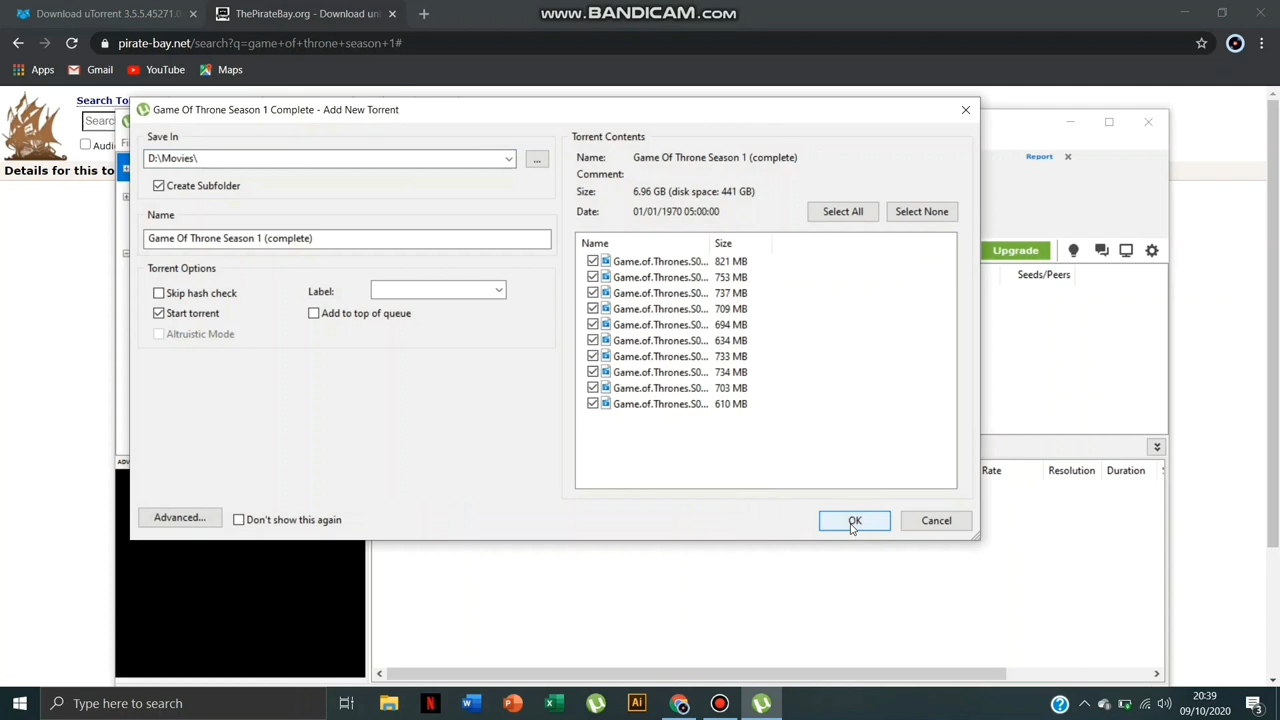 Download uTorrent 3.5.5.45271.0
ThePirateBay.org - Download un
www.BANDICAM.com
pirate-bay.net/search?q=game+of+throne+season+1#
Apps
Gmail
YouTube
Maps
Search To
Searc
Audi
Details for this to
Game Of Throne Season 1 Complete - Add New Torrent
Save In
D:\Movies\
...
Create Subfolder
Name
Game Of Throne Season 1 (complete)
Torrent Options
Skip hash check
Label:
Start torrent
Add to top of queue
Altruistic Mode
Advanced...
Don't show this again
Torrent Contents
Name: Game Of Throne Season 1 (complete)
Comment:
Size: 6.96 GB (disk space: 441 GB)
Date: 01/01/1970 05:00:00
Select All
Select None
Name Size
Game.of.Thrones.S0... 821 MB
Game.of.Thrones.S0... 753 MB
Game.of.Thrones.S0... 737 MB
Game.of.Thrones.S0... 709 MB
Game.of.Thrones.S0... 694 MB
Game.of.Thrones.S0... 634 MB
Game.of.Thrones.S0... 733 MB
Game.of.Thrones.S0... 734 MB
Game.of.Thrones.S0... 703 MB
Game.of.Thrones.S0... 610 MB
OK
Cancel
Report
Upgrade
Seeds/Peers
Rate Resolution Duration
Type here to search
20:39
09/10/2020
3